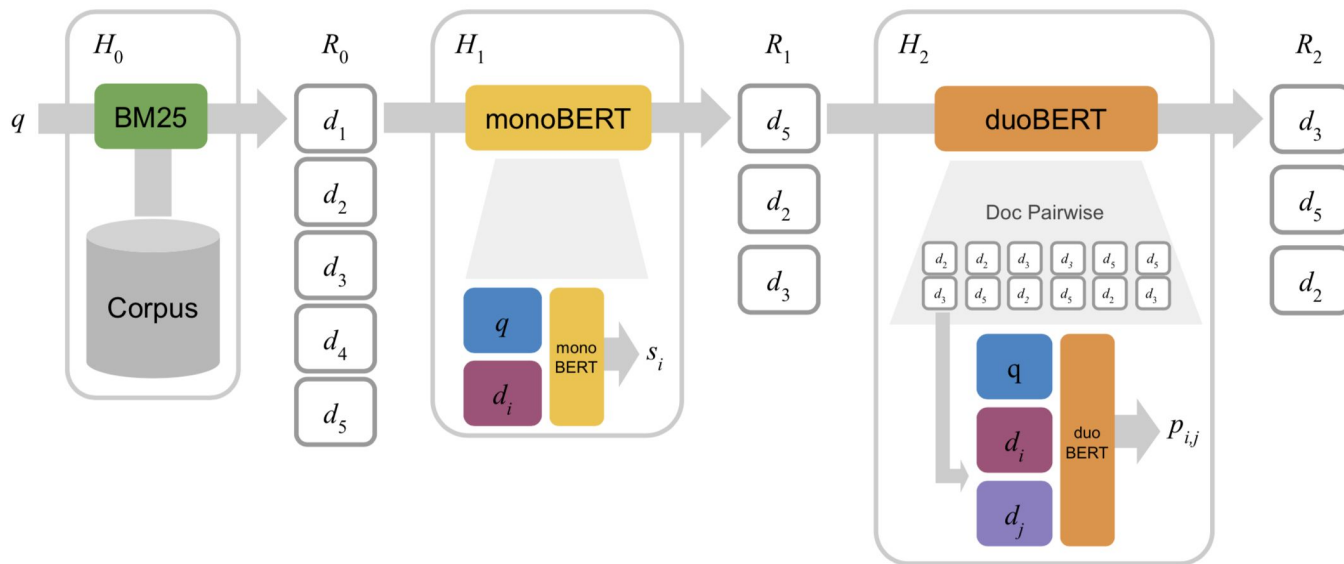 H0
R0
H1
R1
H2
R2
q
BM25
monoBERT
duoBERT
d1
d2
d3
d4
d5
Corpus
q
di
mono
BERT
si
d5
d2
d3
Doc Pairwise
d2 d2 d3 d3 d5 d5
d3 d5 d2 d5 d2 d3
q
di
dj
duo
BERT
pi,j
d3
d5
d2